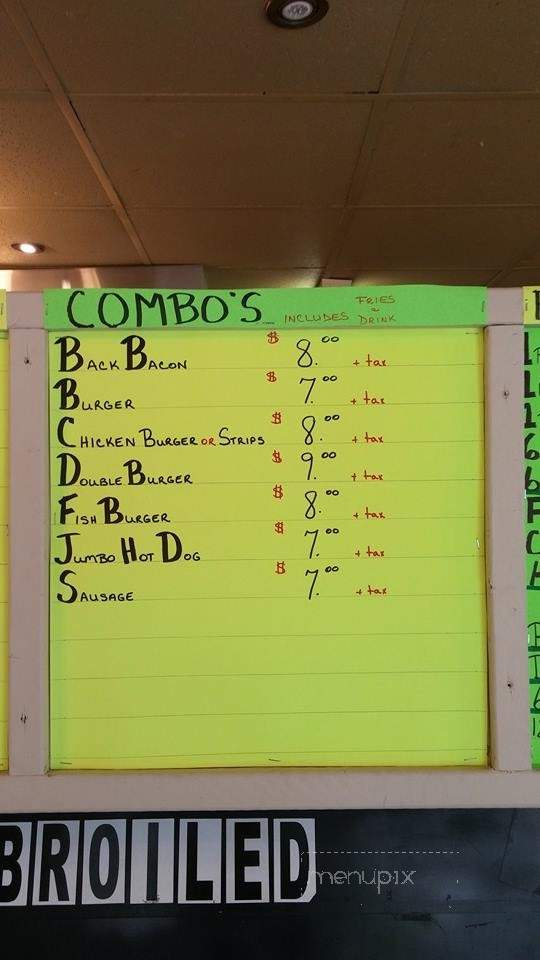 COMBO'S INCLUDES FRIES ~ DRINK
BACK BACON $ 8.00 + tax
BURGER $ 7.00 + tax
CHICKEN BURGER OR STRIPS $ 8.00 + tax
DOUBLE BURGER $ 9.00 + tax
FISH BURGER $ 8.00 + tax
JUMBO HOT DOG $ 7.00 + tax
SAUSAGE $ 7.00 + tax
BROILED
menupix